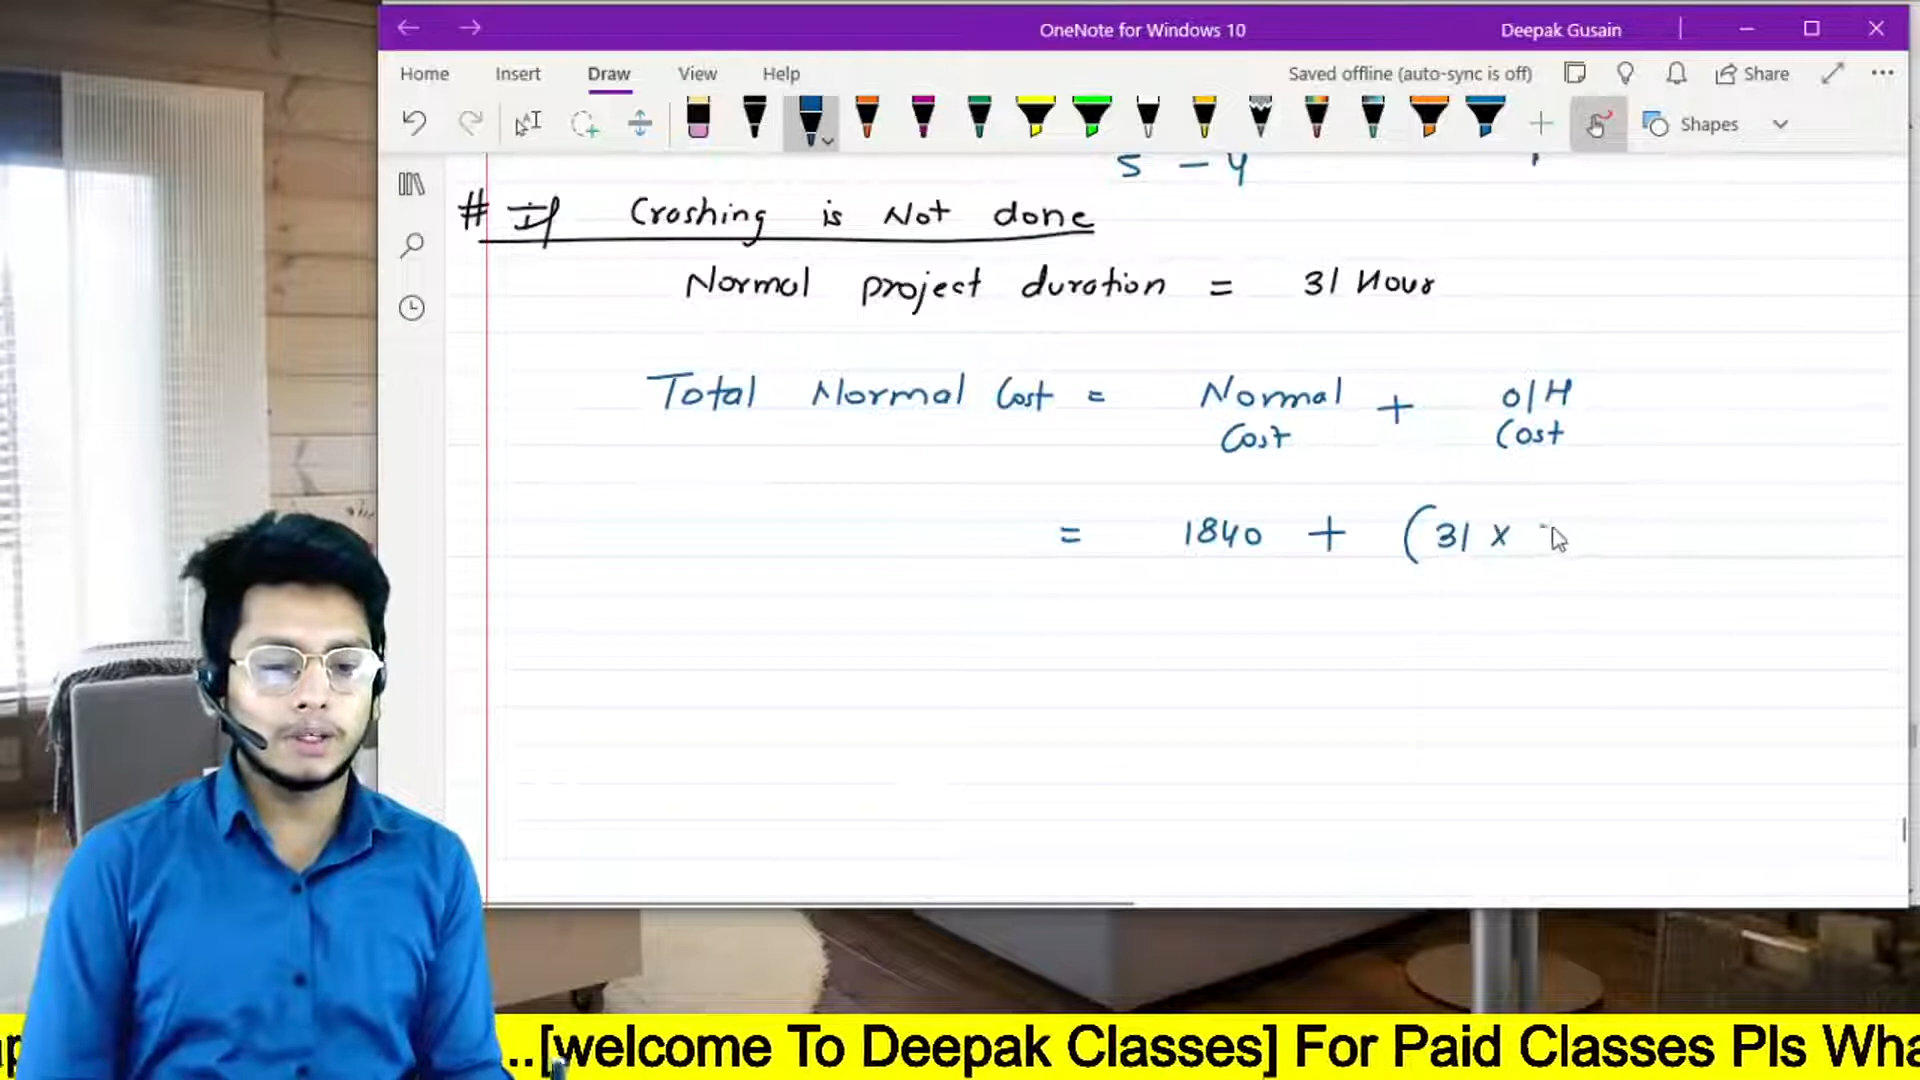 OneNote for Windows 10 Deepak Gusain
Home Insert Draw View Help Saved offline (auto-sync is off) Share
Shapes
5 - 4
# If Crashing is Not done
Normal project duration = 31 Hour
Total Normal Cost = Normal Cost + O/H Cost
= 1840 + (31 x
..[welcome To Deepak Classes] For Paid Classes Pls Wha